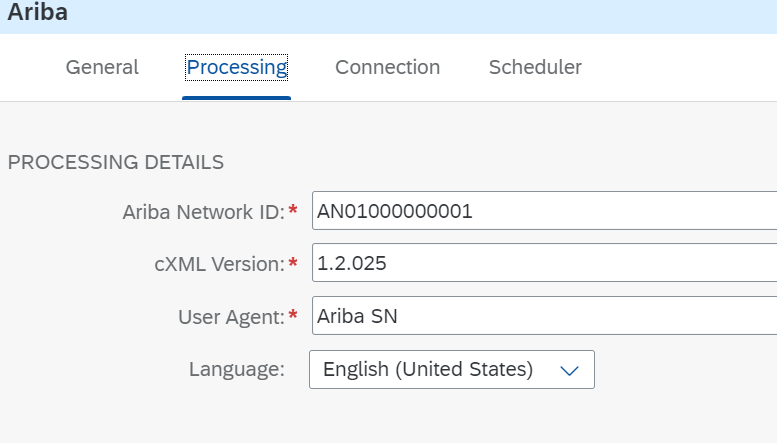 Ariba
General Processing Connection Scheduler
PROCESSING DETAILS
Ariba Network ID:* AN01000000001
cXML Version:* 1.2.025
User Agent:* Ariba SN
Language: English (United States)